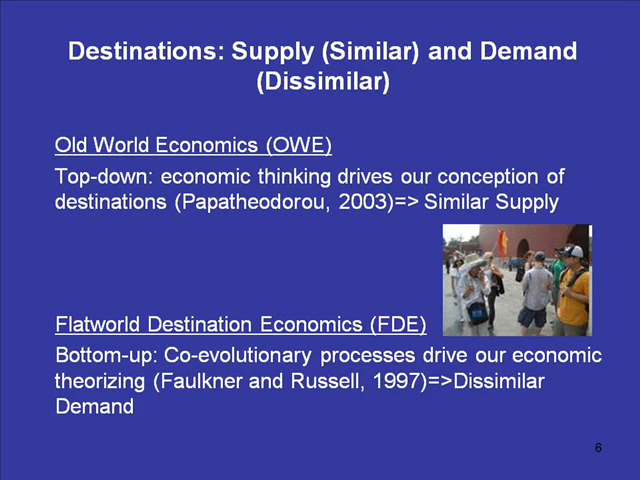 Destinations: Supply (Similar) and Demand
(Dissimilar)
Old World Economics (OWE)
Top-down: economic thinking drives our conception of
destinations (Papatheodorou, 2003)=> Similar Supply
Flatworld Destination Economics (FDE)
Bottom-up: Co-evolutionary processes drive our economic
theorizing (Faulkner and Russell, 1997)=>Dissimilar
Demand
6